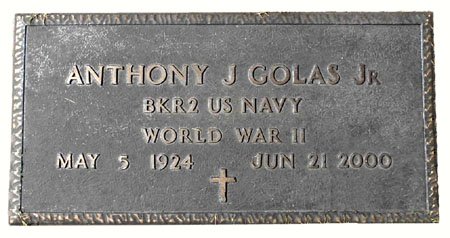 ANTHONY J GOLAS JR
BKR2 US NAVY
WORLD WAR II
MAY 5 1924 JUN 21 2000